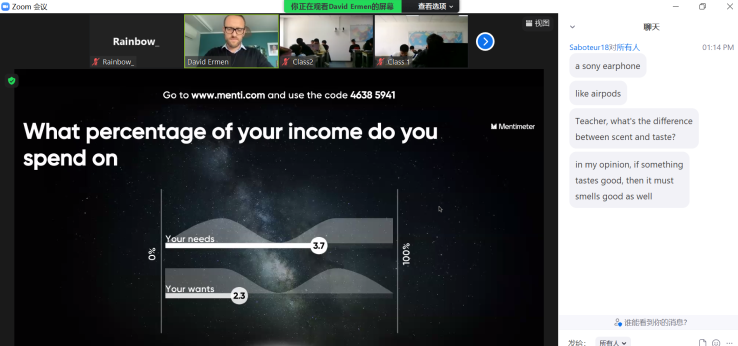 Zoom 会议
你正在观看David Ermen的屏幕
查看选项
视图
Rainbow_
Rainbow_
David Ermen
Class2
Class 1
Go to www.menti.com and use the code 4638 5941
What percentage of your income do you
spend on
Mentimeter
0%
Your needs
3.7
Your wants
2.3
100%
聊天
Saboteur18对所有人
01:14 PM
a sony earphone
like airpods
Teacher, what's the difference
between scent and taste?
in my opinion, if something
tastes good, then it must
smells good as well
谁能看到你的消息?
发给:
所有人